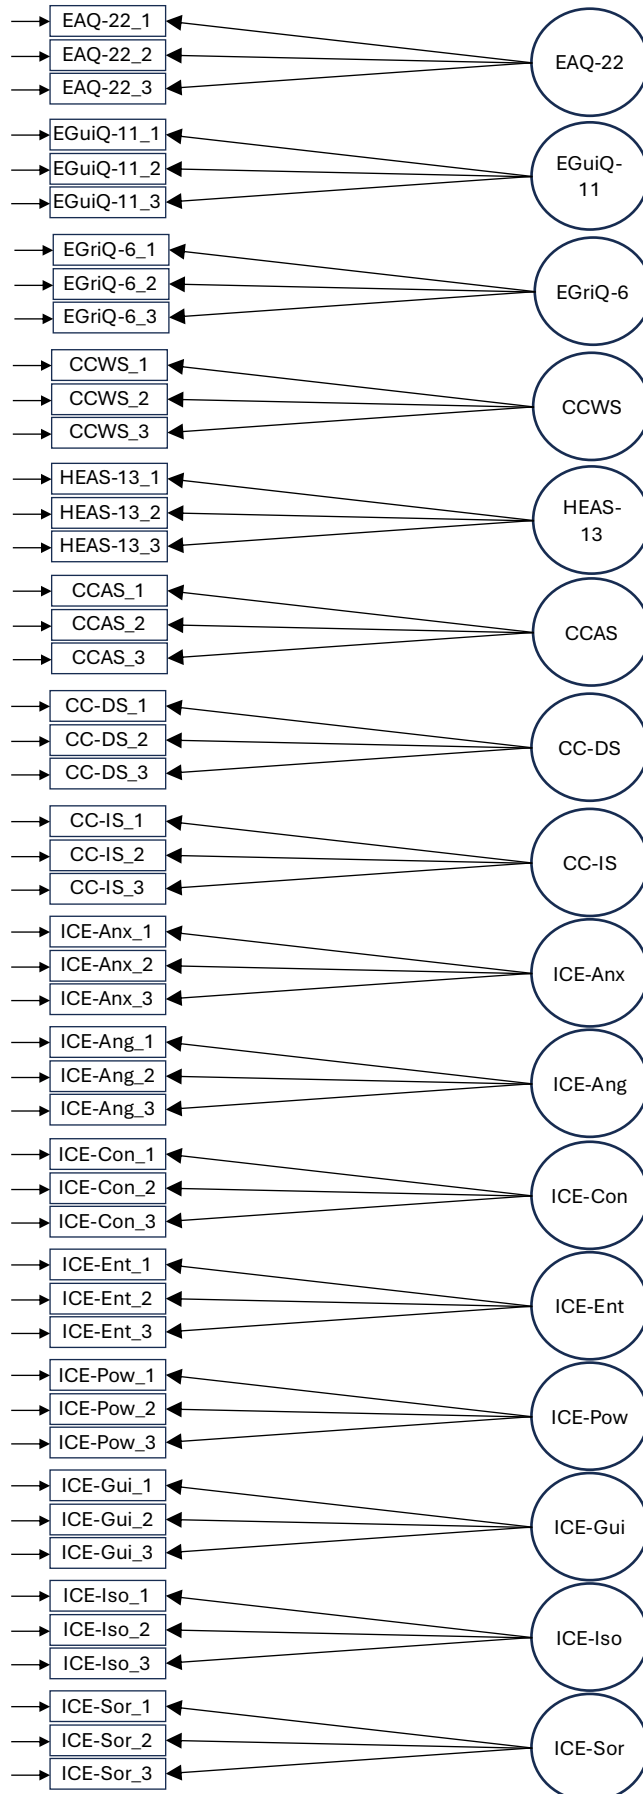 EAQ-22_1
EAQ-22_2
EAQ-22_3
EAQ-22
EGuiQ-11_1
EGuiQ-11_2
EGuiQ-11_3
EGuiQ-
11
EGriQ-6_1
EGriQ-6_2
EGriQ-6_3
EGriQ-6
CCWS_1
CCWS_2
CCWS_3
CCWS
HEAS-13_1
HEAS-13_2
HEAS-13_3
HEAS-
13
CCAS_1
CCAS_2
CCAS_3
CCAS
CC-DS_1
CC-DS_2
CC-DS_3
CC-DS
CC-IS_1
CC-IS_2
CC-IS_3
CC-IS
ICE-Anx_1
ICE-Anx_2
ICE-Anx_3
ICE-Anx
ICE-Ang_1
ICE-Ang_2
ICE-Ang_3
ICE-Ang
ICE-Con_1
ICE-Con_2
ICE-Con_3
ICE-Con
ICE-Ent_1
ICE-Ent_2
ICE-Ent_3
ICE-Ent
ICE-Pow_1
ICE-Pow_2
ICE-Pow_3
ICE-Pow
ICE-Gui_1
ICE-Gui_2
ICE-Gui_3
ICE-Gui
ICE-Iso_1
ICE-Iso_2
ICE-Iso_3
ICE-Iso
ICE-Sor_1
ICE-Sor_2
ICE-Sor_3
ICE-Sor